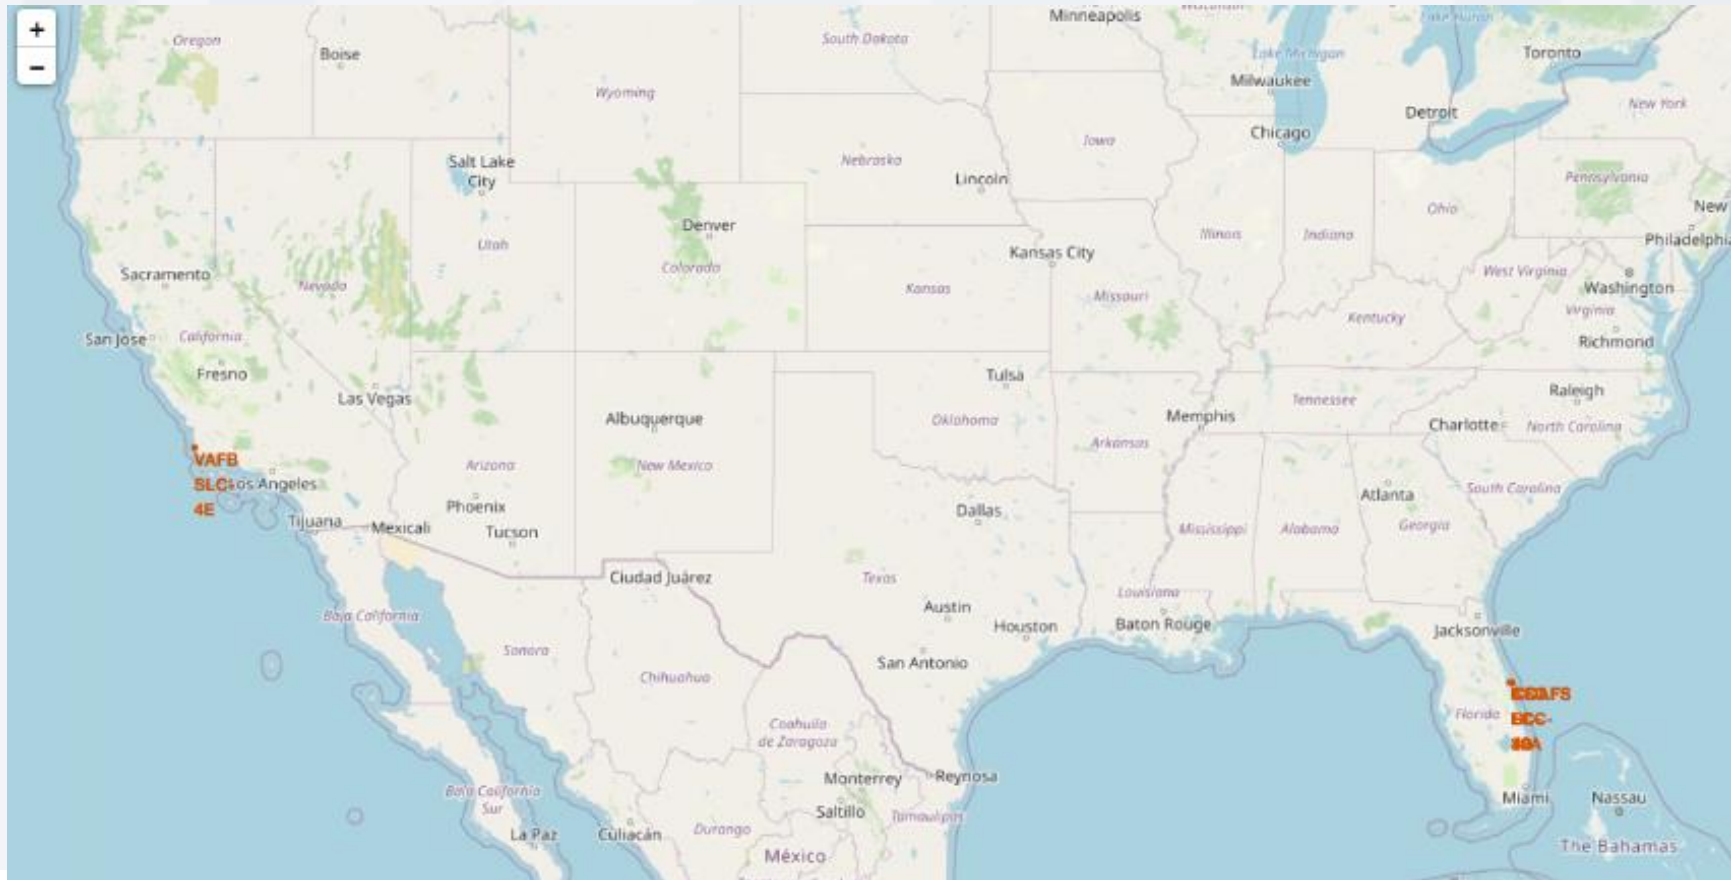 +
−
Minneapolis
Oregon
South Dakota
Lake Huron
Boise
Lake Michigan
Toronto
Milwaukee
Wyoming
New York
Detroit
Chicago
Iowa
Salt Lake
City
Nebraska
Lincoln
Pennsylvania
Ohio
New
Denver
Illinois
Indiana
Philadelphia
Utah
Kansas City
Colorado
West Virginia
Sacramento
Nevada
Kansas
Missouri
Washington
Virginia
Kentucky
San Jose
California
Richmond
Fresno
Tulsa
Las Vegas
Raleigh
Tennessee
Albuquerque
Oklahoma
Memphis
Charlotte
North Carolina
Arkansas
VAFB
SLC-
4E
Arizona
New Mexico
Los Angeles
Atlanta
South Carolina
Phoenix
Dallas
Tijuana
Mexicali
Tucson
Mississippi
Alabama
Georgia
Ciudad Juárez
Texas
Louisiana
Austin
Baja California
Houston
Baton Rouge
Jacksonville
Sonora
San Antonio
Chihuahua
Florida
Coahuila
de Zaragoza
Monterrey
Reynosa
Baja California
Sur
Miami
Nassau
Saltillo
Tamaulipas
La Paz
Culiacán
Durango
The Bahamas
México